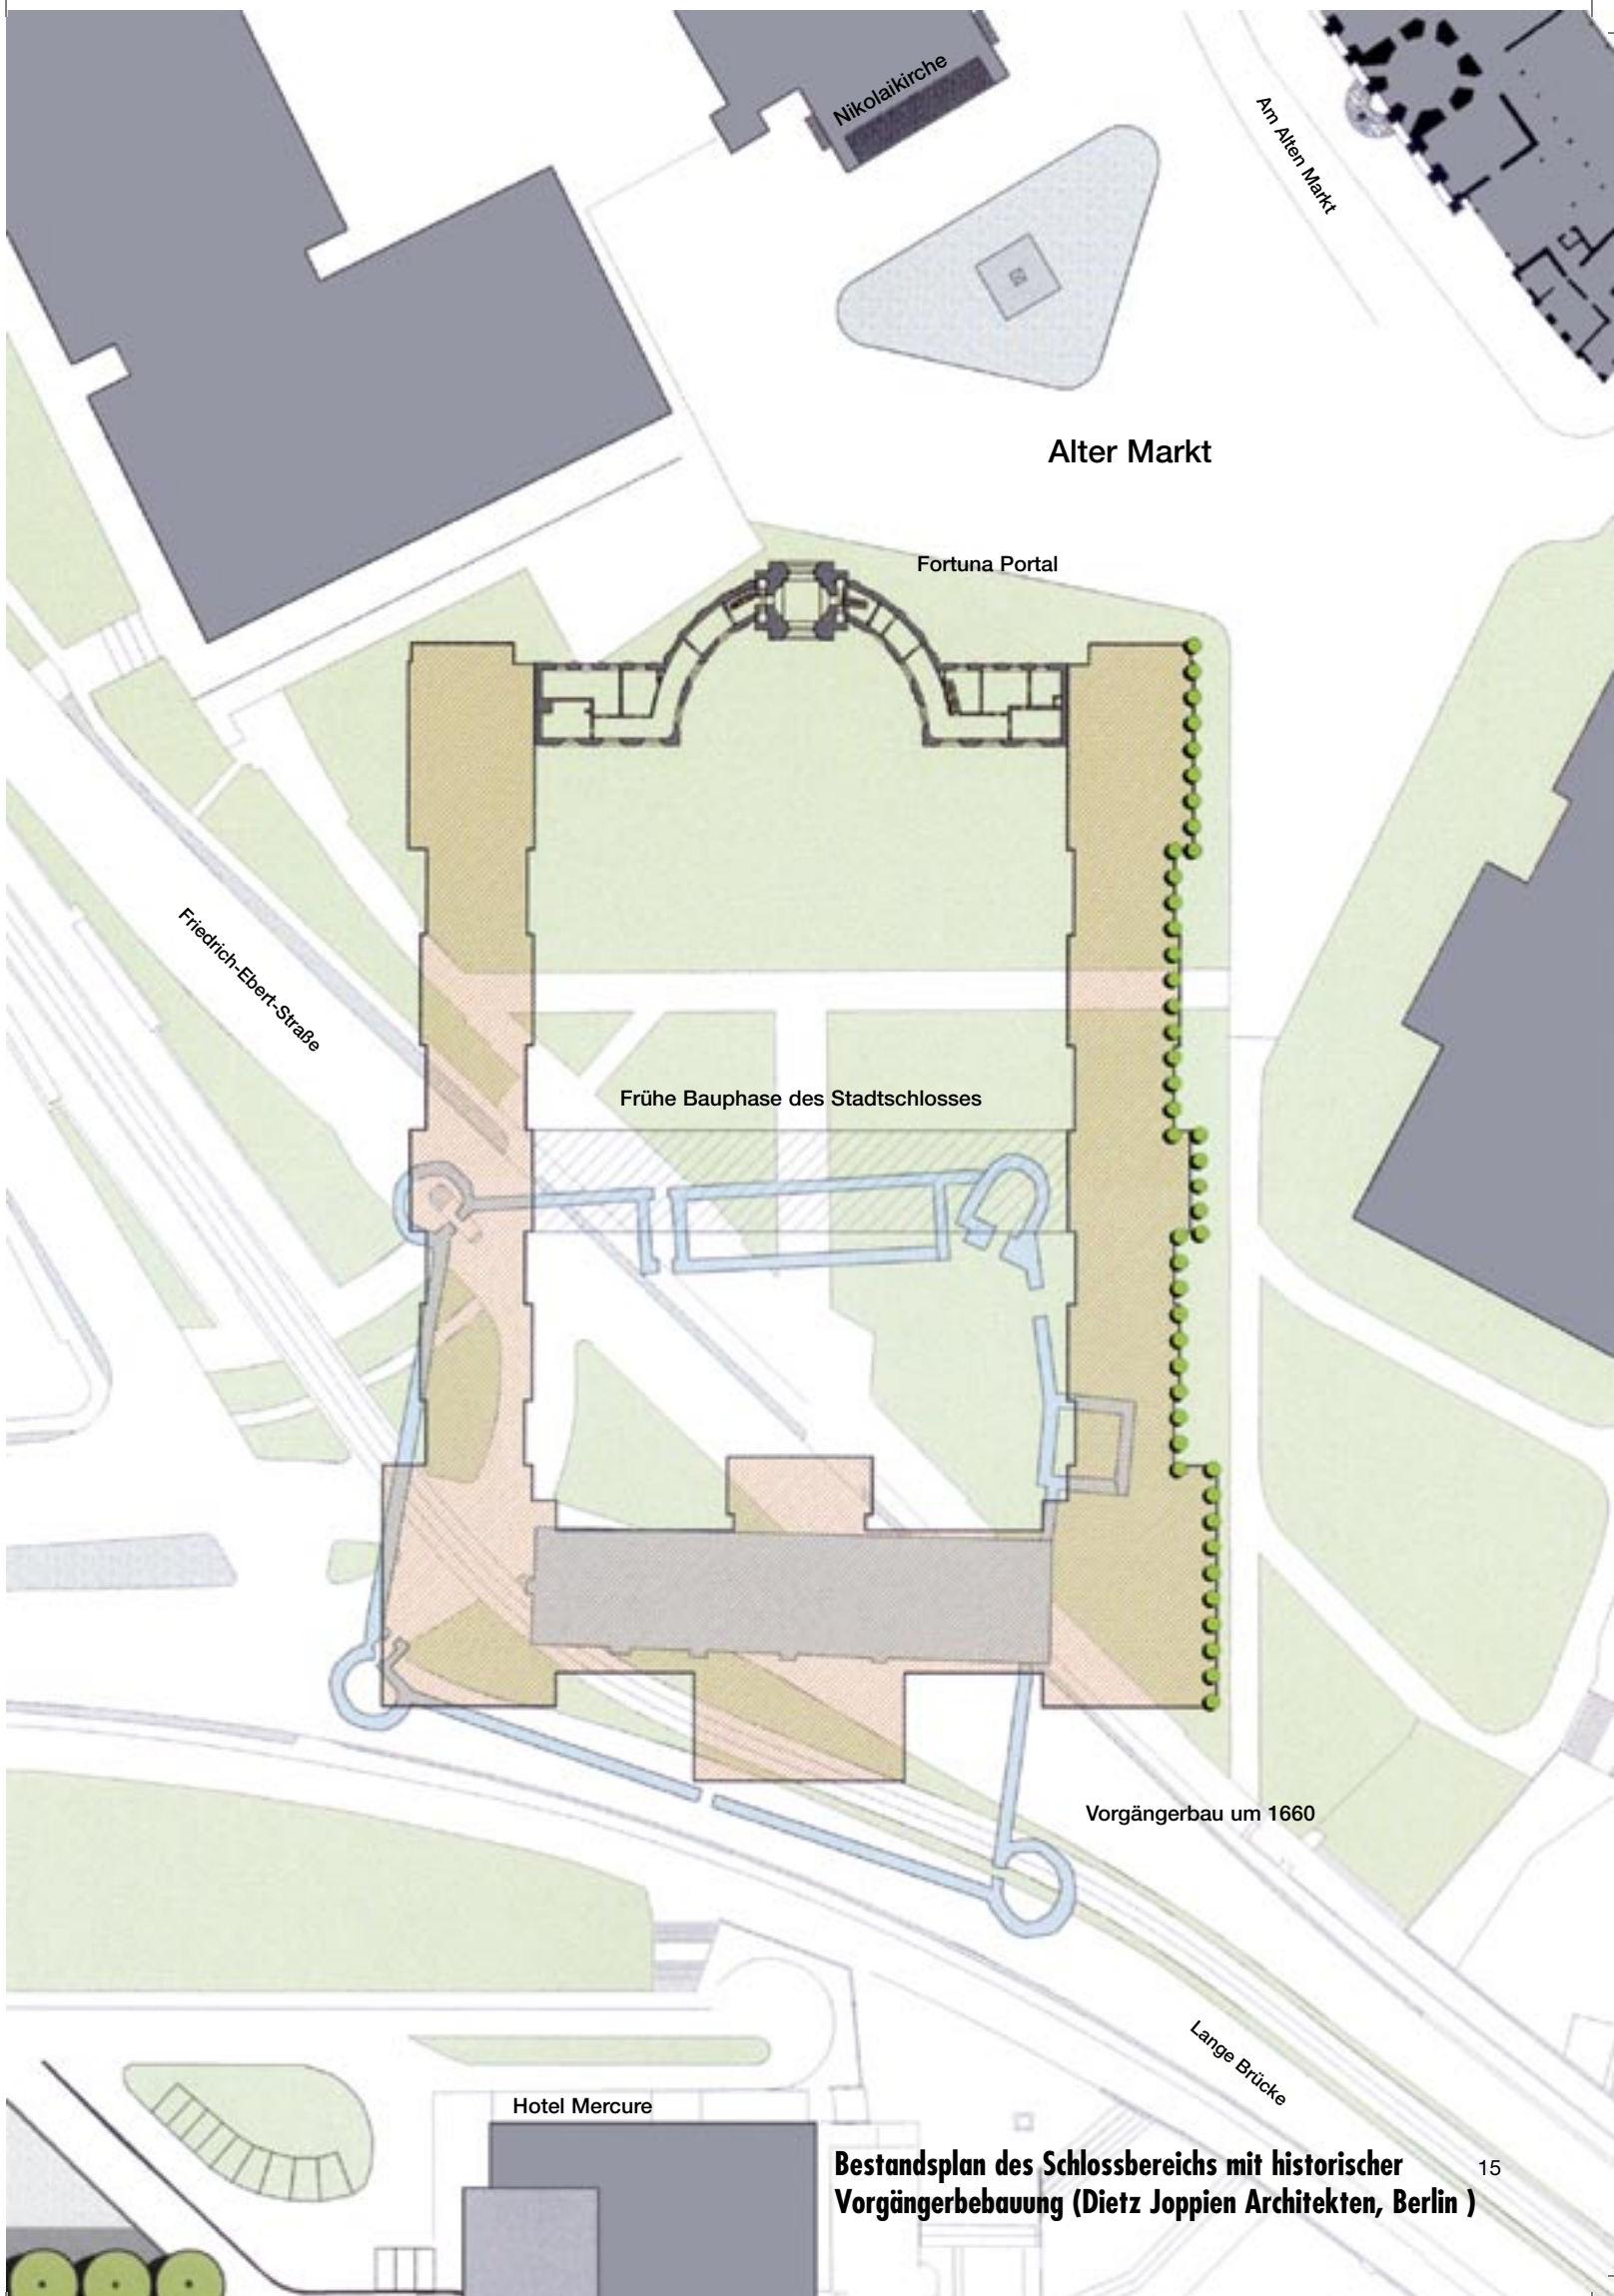 Nikolaikirche
Am Alten Markt
Alter Markt
Fortuna Portal
Friedrich-Ebert-Straße
Frühe Bauphase des Stadtschlosses
Vorgängerbau um 1660
Lange Brücke
Hotel Mercure
Bestandsplan des Schlossbereichs mit historischer
Vorgängerbebauung (Dietz Joppien Architekten, Berlin )
15